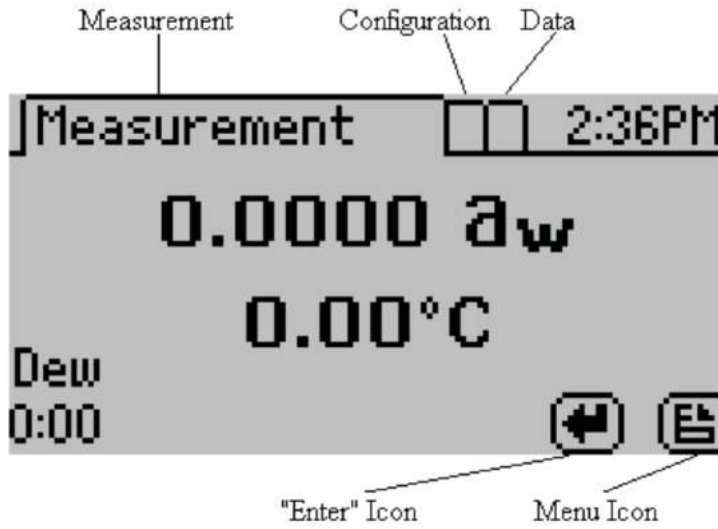 Measurement Configuration Data
Measurement 2:36PM
0.0000 aw
0.00°C
Dew
0:00
"Enter" Icon Menu Icon